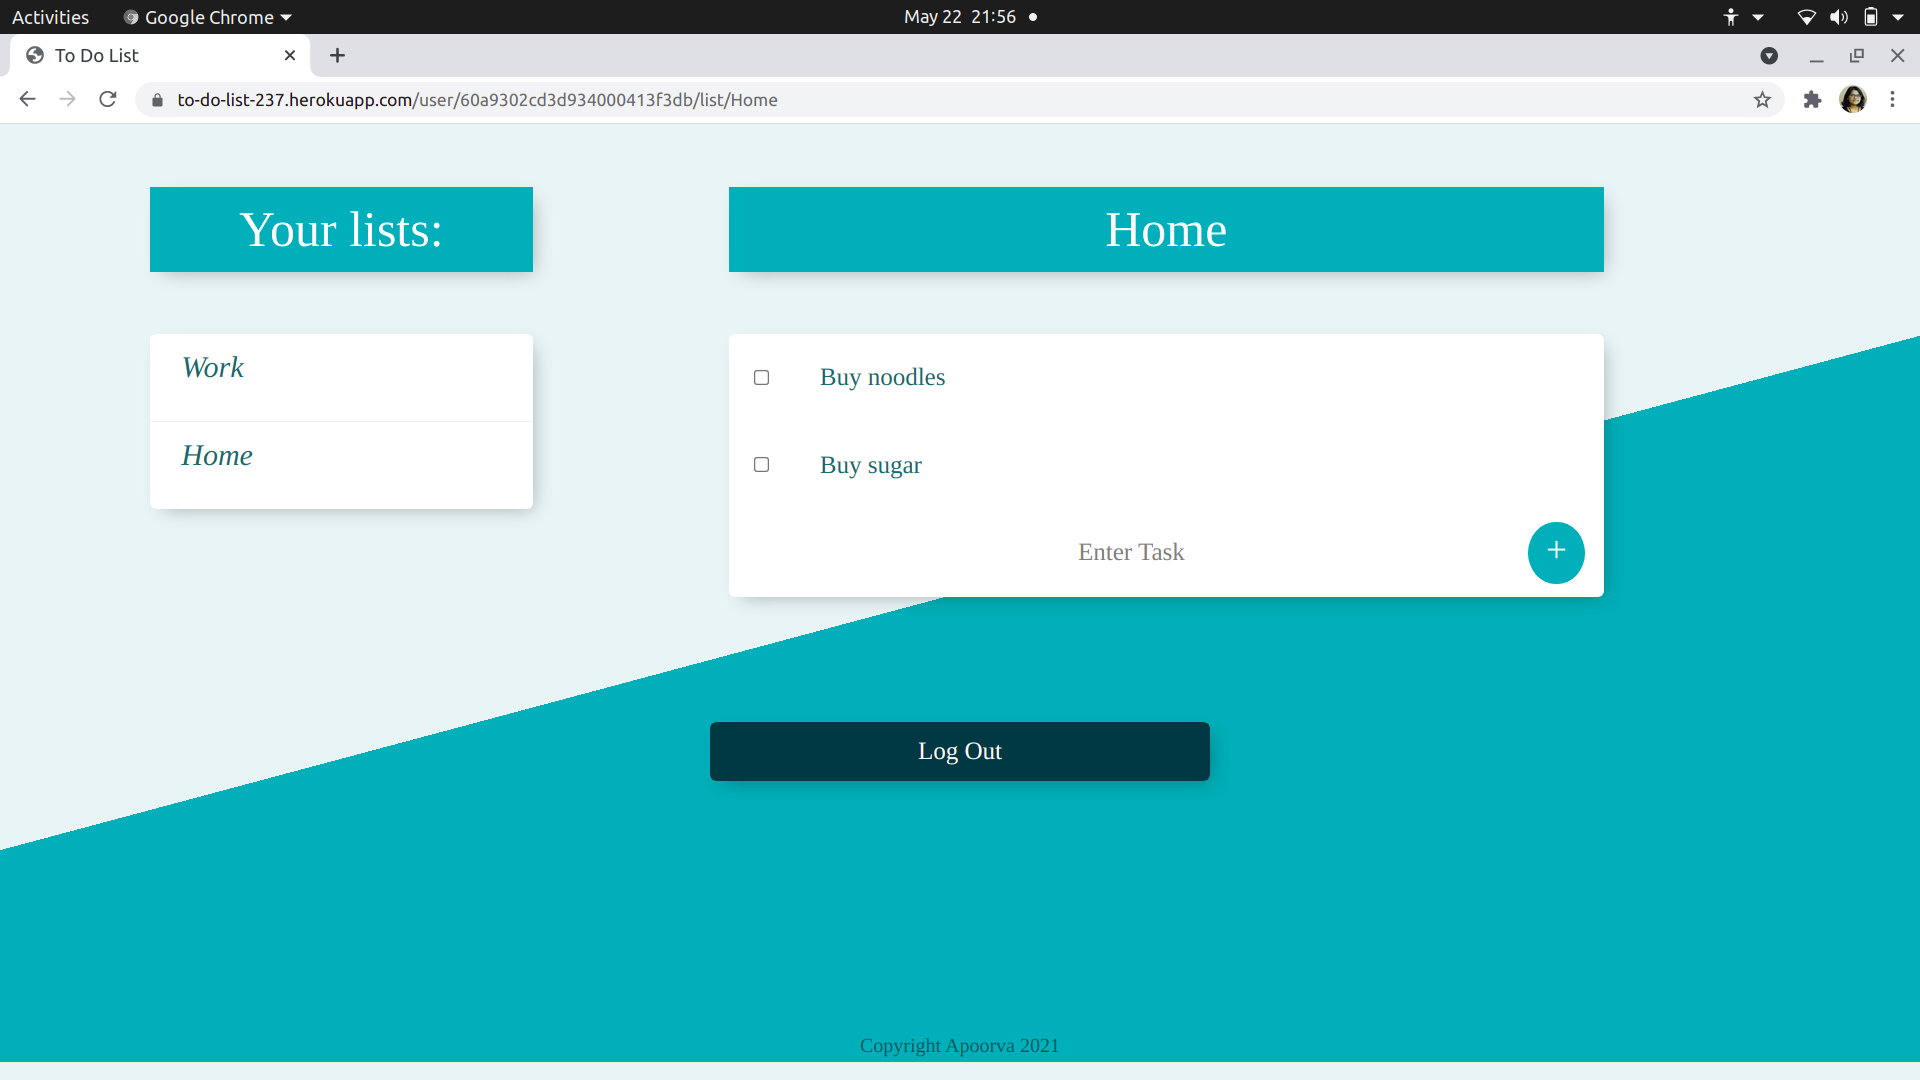 Activities
Google Chrome
May 22 21:56
To Do List
to-do-list-237.herokuapp.com/user/60a9302cd3d934000413f3db/list/Home
Your lists:
Work
Home
Home
Buy noodles
Buy sugar
Enter Task
+
Log Out
Copyright Apoorva 2021